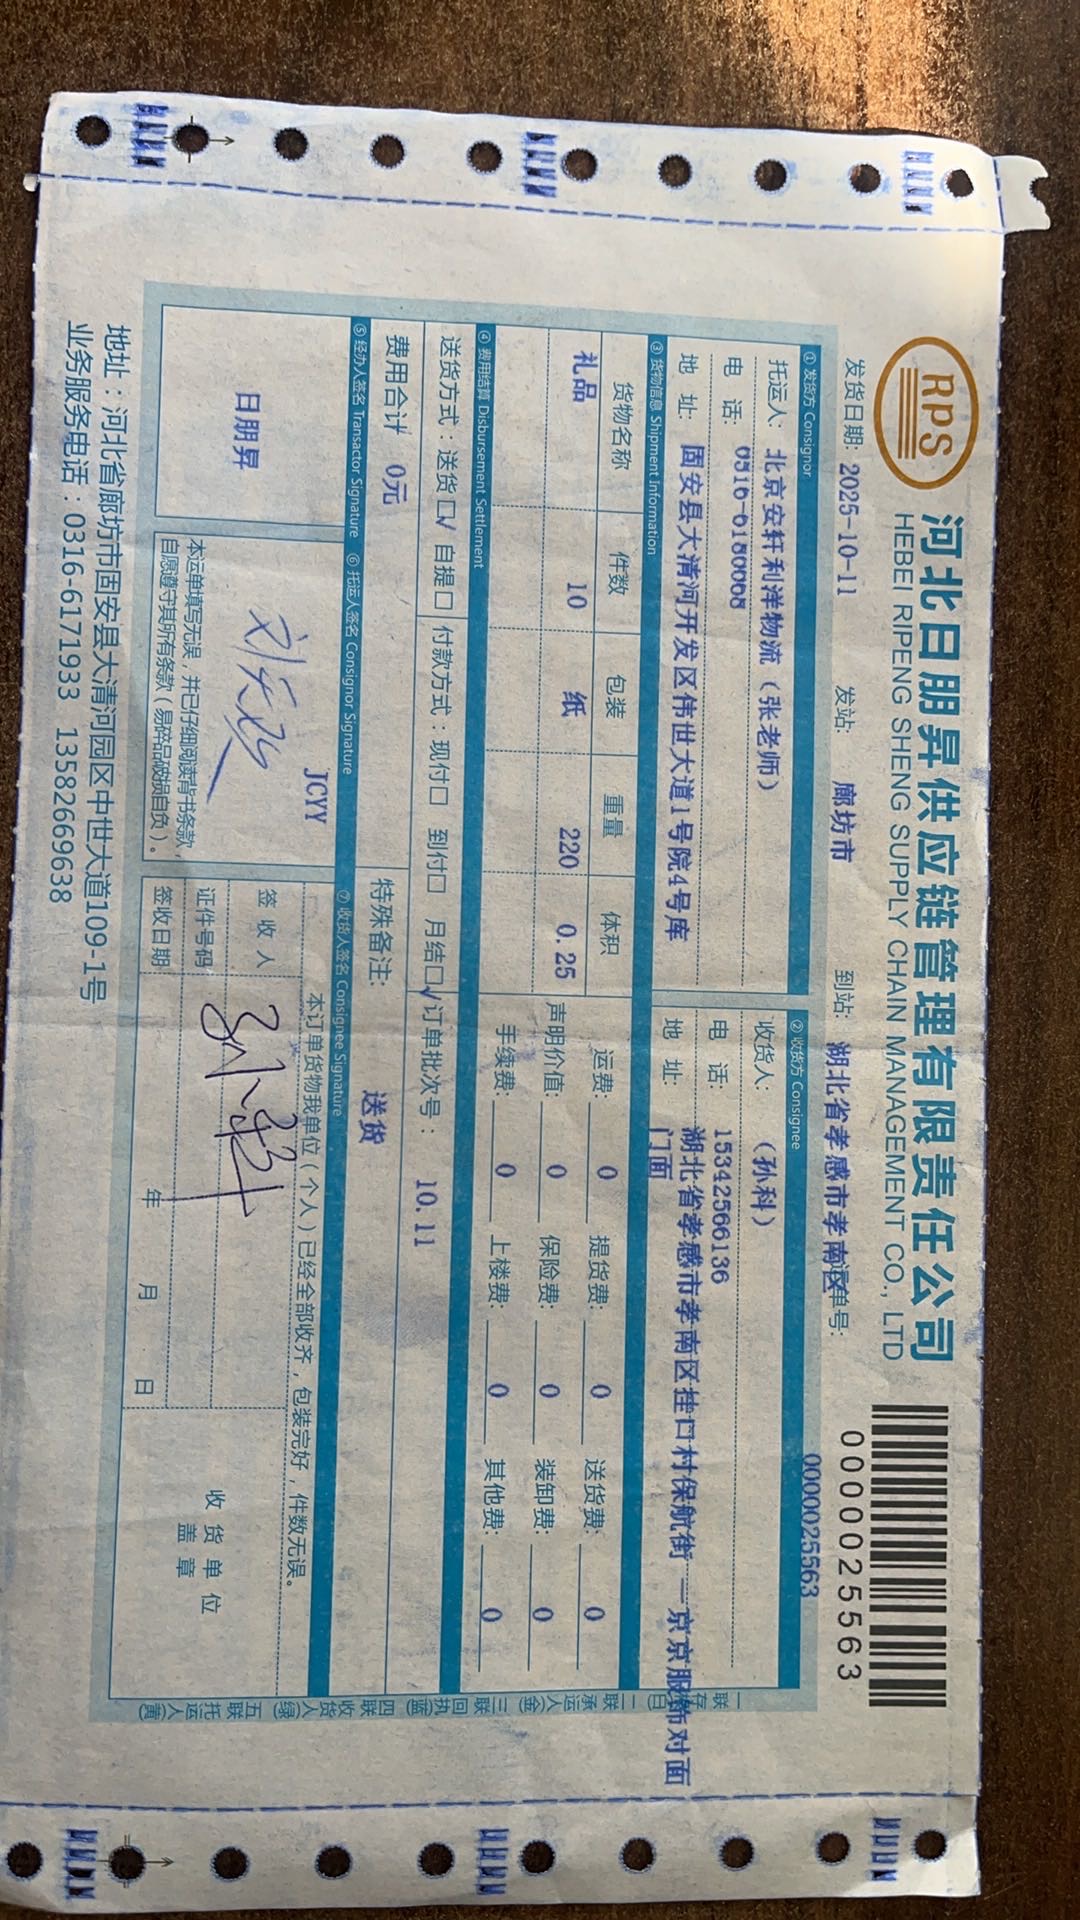 RPS
河北日朋昇供应链管理有限责任公司
HEBEI RIPENG SHENG SUPPLY CHAIN MANAGEMENT CO., LTD
0000025563
发货日期: 2025-10-11 发站: 廊坊市 到站: 湖北省孝感市孝南区 运单号: 0000025563
①发货方 Consignor
托运人: 北京安轩利洋物流（张老师）
电 话: 0316-6180008
地 址: 固安县大清河开发区伟世大道1号院4号库
②收货方 Consignee
收货人: （孙科）
电 话: 15342566136
地 址: 湖北省孝感市孝南区挂口村保航街一京京服饰对面
门面
③货物信息 Shipment Information
货物名称 件数 包装 重量 体积
礼品 10 纸 220 0.25
运费: 0 提货费: 0 送货费: 0
声明价值: 0 保险费: 0 装卸费: 0
手续费: 0 上楼费: 0 其他费: 0
④费用结算 Disbursement Settlement
送货方式：送货☐√ 自提☐ 付款方式：现付☐ 到付☐ 月结☐√ 订单批次号： 10.11
费用合计 0元 特殊备注: 送货
⑤经办人签名 Transactor Signature ⑥托运人签名 Consignor Signature ⑦收货人签名 Consignee Signature
日朋昇
JCYY
本运单填写无误，并已仔细阅读背书条款，
自愿遵守其所有条款（易碎品破损自负）。
本订单货物我单位（个人）已经全部收齐，包装完好，件数无误。
签 收 人 孙科
证件号码
签收日期 年 月 日
收 货 单 位
盖 章
地址：河北省廊坊市固安县大清河园区中世大道109-1号
业务服务电话：0316-6171933 13582669638
一联存根(白) 二联承运人(金) 三联回执(蓝) 四联收货人(绿) 五联托运人(黄)